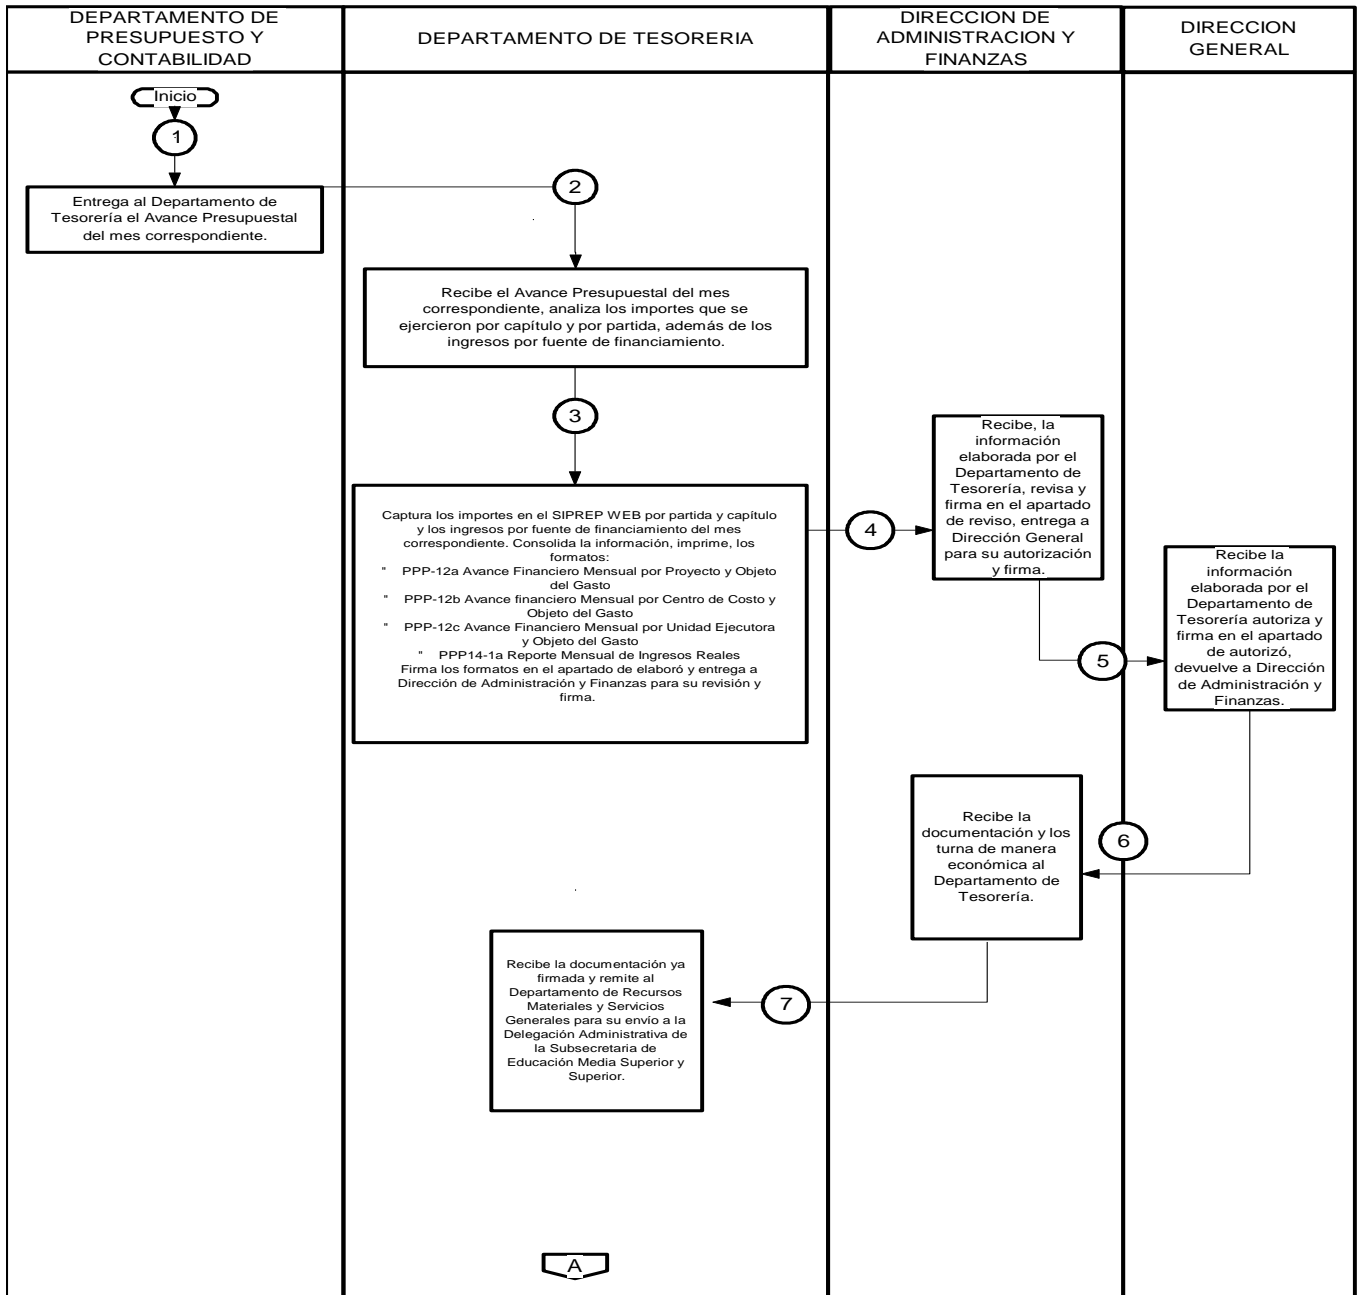 DEPARTAMENTO DE
PRESUPUESTO Y
CONTABILIDAD
DEPARTAMENTO DE TESORERIA
DIRECCION DE
ADMINISTRACION Y
FINANZAS
DIRECCION
GENERAL
Inicio
1
Entrega al Departamento de
Tesorería el Avance Presupuestal
del mes correspondiente.
2
Recibe el Avance Presupuestal del mes
correspondiente, analiza los importes que se
ejercieron por capítulo y por partida, además de los
ingresos por fuente de financiamiento.
3
Captura los importes en el SIPREP WEB por partida y capítulo
y los ingresos por fuente de financiamiento del mes
correspondiente. Consolida la información, imprime, los
formatos:
" PPP-12a Avance Financiero Mensual por Proyecto y Objeto
del Gasto
" PPP-12b Avance financiero Mensual por Centro de Costo y
Objeto del Gasto
" PPP-12c Avance Financiero Mensual por Unidad Ejecutora
y Objeto del Gasto
" PPP14-1a Reporte Mensual de Ingresos Reales
Firma los formatos en el apartado de elaboró y entrega a
Dirección de Administración y Finanzas para su revisión y
firma.
4
Recibe, la
información
elaborada por el
Departamento de
Tesorería, revisa y
firma en el apartado
de reviso, entrega a
Dirección General
para su autorización
y firma.
5
Recibe la
información
elaborada por el
Departamento de
Tesorería autoriza y
firma en el apartado
de autorizó,
devuelve a Dirección
de Administración y
Finanzas.
6
Recibe la
documentación y los
turna de manera
económica al
Departamento de
Tesorería.
7
Recibe la documentación ya
firmada y remite al
Departamento de Recursos
Materiales y Servicios
Generales para su envío a la
Delegación Administrativa de
la Subsecretaria de
Educación Media Superior y
Superior.
A